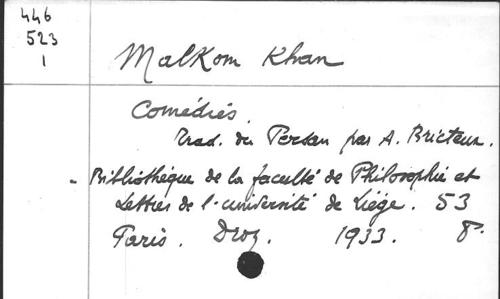 446
523
1
Malkom Khan
Comédies.
Trad. du Persan par A. Bricteux.
- Bibliothèque de la faculté de Philosophie et
Lettres de l'université de Liège. 53
Paris. Droz. 1933. 8°.